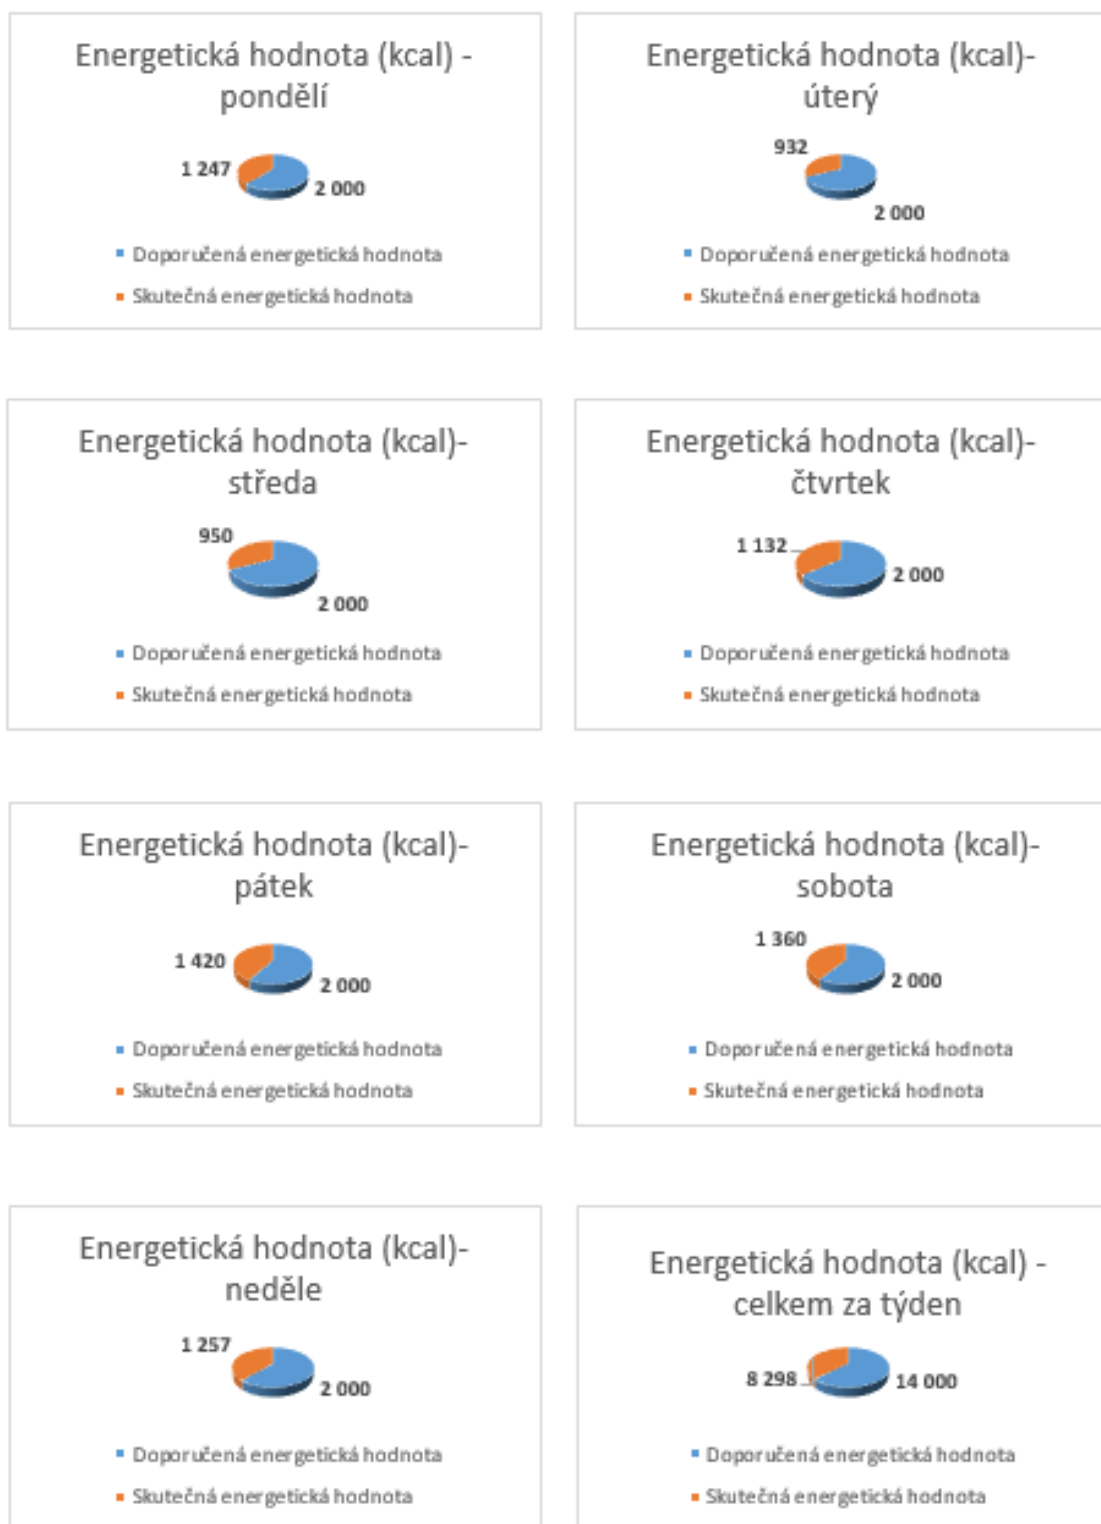 Energetická hodnota (kcal) -
pondělí
1 247
2 000
Doporučená energetická hodnota
Skutečná energetická hodnota
Energetická hodnota (kcal)-
úterý
932
2 000
Doporučená energetická hodnota
Skutečná energetická hodnota
Energetická hodnota (kcal)-
středa
950
2 000
Doporučená energetická hodnota
Skutečná energetická hodnota
Energetická hodnota (kcal)-
čtvrtek
1 132
2 000
Doporučená energetická hodnota
Skutečná energetická hodnota
Energetická hodnota (kcal)-
pátek
1 420
2 000
Doporučená energetická hodnota
Skutečná energetická hodnota
Energetická hodnota (kcal)-
sobota
1 360
2 000
Doporučená energetická hodnota
Skutečná energetická hodnota
Energetická hodnota (kcal)-
neděle
1 257
2 000
Doporučená energetická hodnota
Skutečná energetická hodnota
Energetická hodnota (kcal) -
celkem za týden
8 298
14 000
Doporučená energetická hodnota
Skutečná energetická hodnota